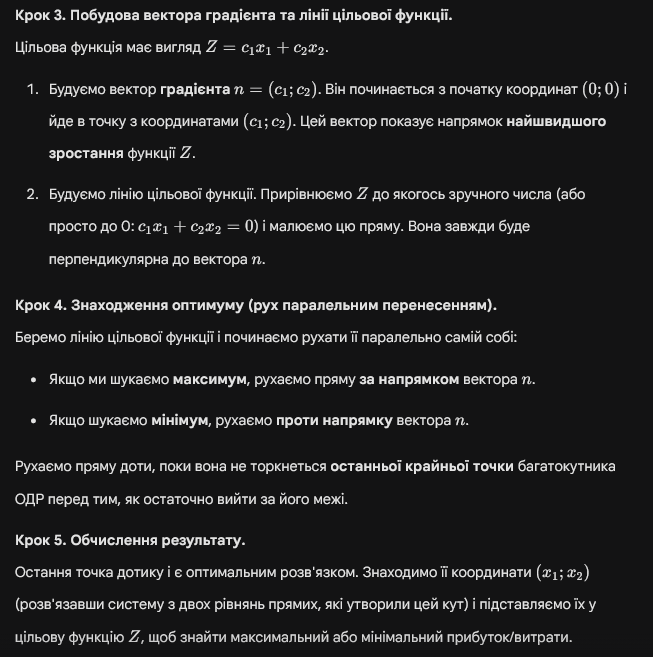 Крок 3. Побудова вектора градієнта та лінії цільової функції.
Цільова функція має вигляд Z = c₁x₁ + c₂x₂.
1. Будуємо вектор градієнта n = (c₁; c₂). Він починається з початку координат (0; 0) і
йде в точку з координатами (c₁; c₂). Цей вектор показує напрямок найшвидшого
зростання функції Z.
2. Будуємо лінію цільової функції. Прирівнюємо Z до якогось зручного числа (або
просто до 0: c₁x₁ + c₂x₂ = 0) і малюємо цю пряму. Вона завжди буде
перпендикулярна до вектора n.
Крок 4. Знаходження оптимуму (рух паралельним перенесенням).
Беремо лінію цільової функції і починаємо рухати її паралельно самій собі:
• Якщо ми шукаємо максимум, рухаємо пряму за напрямком вектора n.
• Якщо шукаємо мінімум, рухаємо проти напрямку вектора n.
Рухаємо пряму доти, поки вона не торкнеться останньої крайньої точки багатокутника
ОДР перед тим, як остаточно вийти за його межі.
Крок 5. Обчислення результату.
Остання точка дотику і є оптимальним розв'язком. Знаходимо її координати (x₁; x₂)
(розв'язавши систему з двох рівнянь прямих, які утворили цей кут) і підставляємо їх у
цільову функцію Z, щоб знайти максимальний або мінімальний прибуток/витрати.